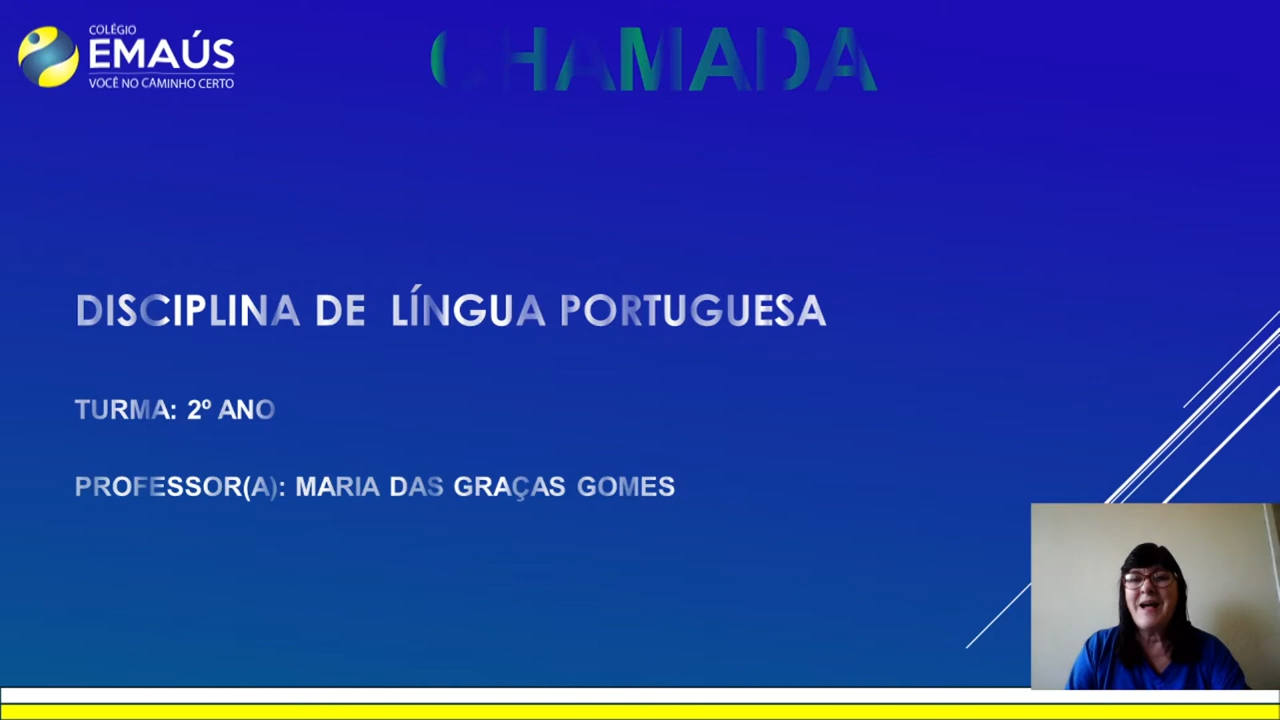 COLÉGIO
EMAÚS
VOCÊ NO CAMINHO CERTO
CHAMADA
DISCIPLINA DE LÍNGUA PORTUGUESA
TURMA: 2º ANO
PROFESSOR(A): MARIA DAS GRAÇAS GOMES